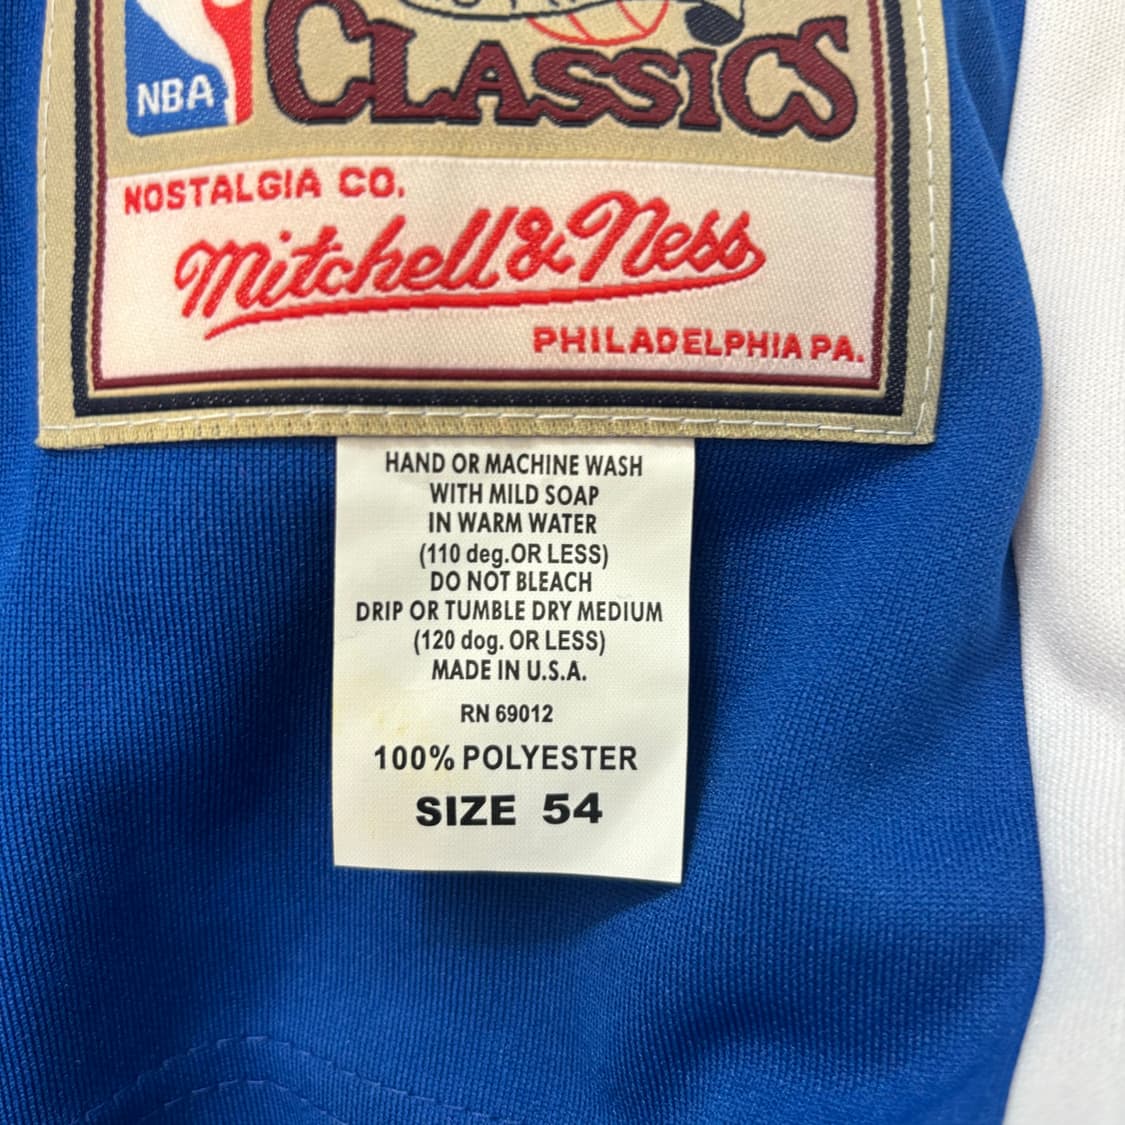 NBA
CLASSICS
NOSTALGIA CO.
Mitchell & Ness
PHILADELPHIA PA.
HAND OR MACHINE WASH
WITH MILD SOAP
IN WARM WATER
(110 deg.OR LESS)
DO NOT BLEACH
DRIP OR TUMBLE DRY MEDIUM
(120 dog. OR LESS)
MADE IN U.S.A.
RN 69012
100% POLYESTER
SIZE 54